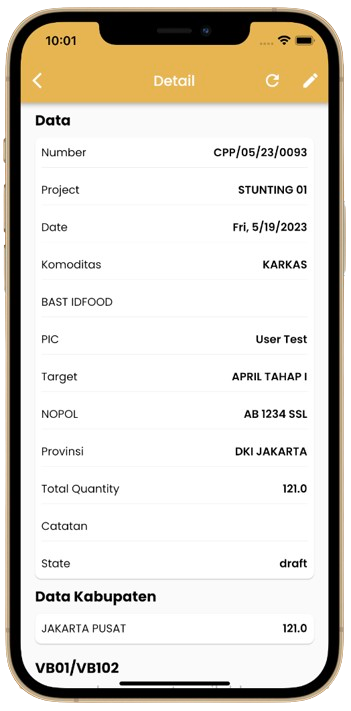 10:01
Detail
Data
Number CPP/05/23/0093
Project STUNTING 01
Date Fri, 5/19/2023
Komoditas KARKAS
BAST IDFOOD
PIC User Test
Target APRIL TAHAP I
NOPOL AB 1234 SSL
Provinsi DKI JAKARTA
Total Quantity 121.0
Catatan
State draft
Data Kabupaten
JAKARTA PUSAT 121.0
VB01/VB102